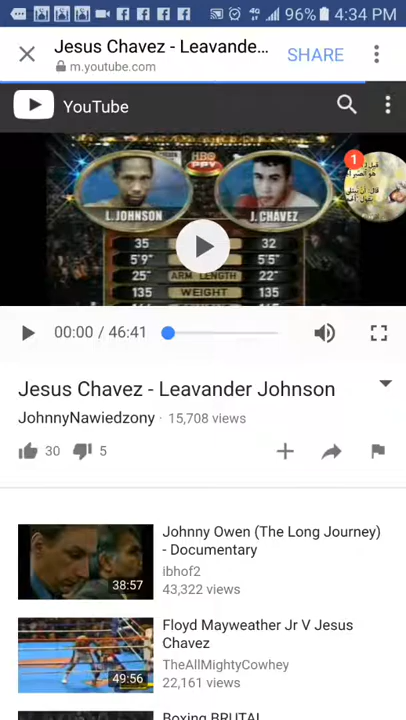 96% 4:34 PM
Jesus Chavez - Leavande...
SHARE
m.youtube.com
YouTube
1
HBO
PPV
L. JOHNSON
J. CHAVEZ
35 32
5'9" 5'5"
25" ARM LENGTH 22"
135 WEIGHT 135
00:00 / 46:41
Jesus Chavez - Leavander Johnson
JohnnyNawiedzony · 15,708 views
30 5
Johnny Owen (The Long Journey)
- Documentary
ibhof2
43,322 views
38:57
Floyd Mayweather Jr V Jesus
Chavez
TheAllMightyCowhey
22,161 views
49:56
Boxing BRUTAL